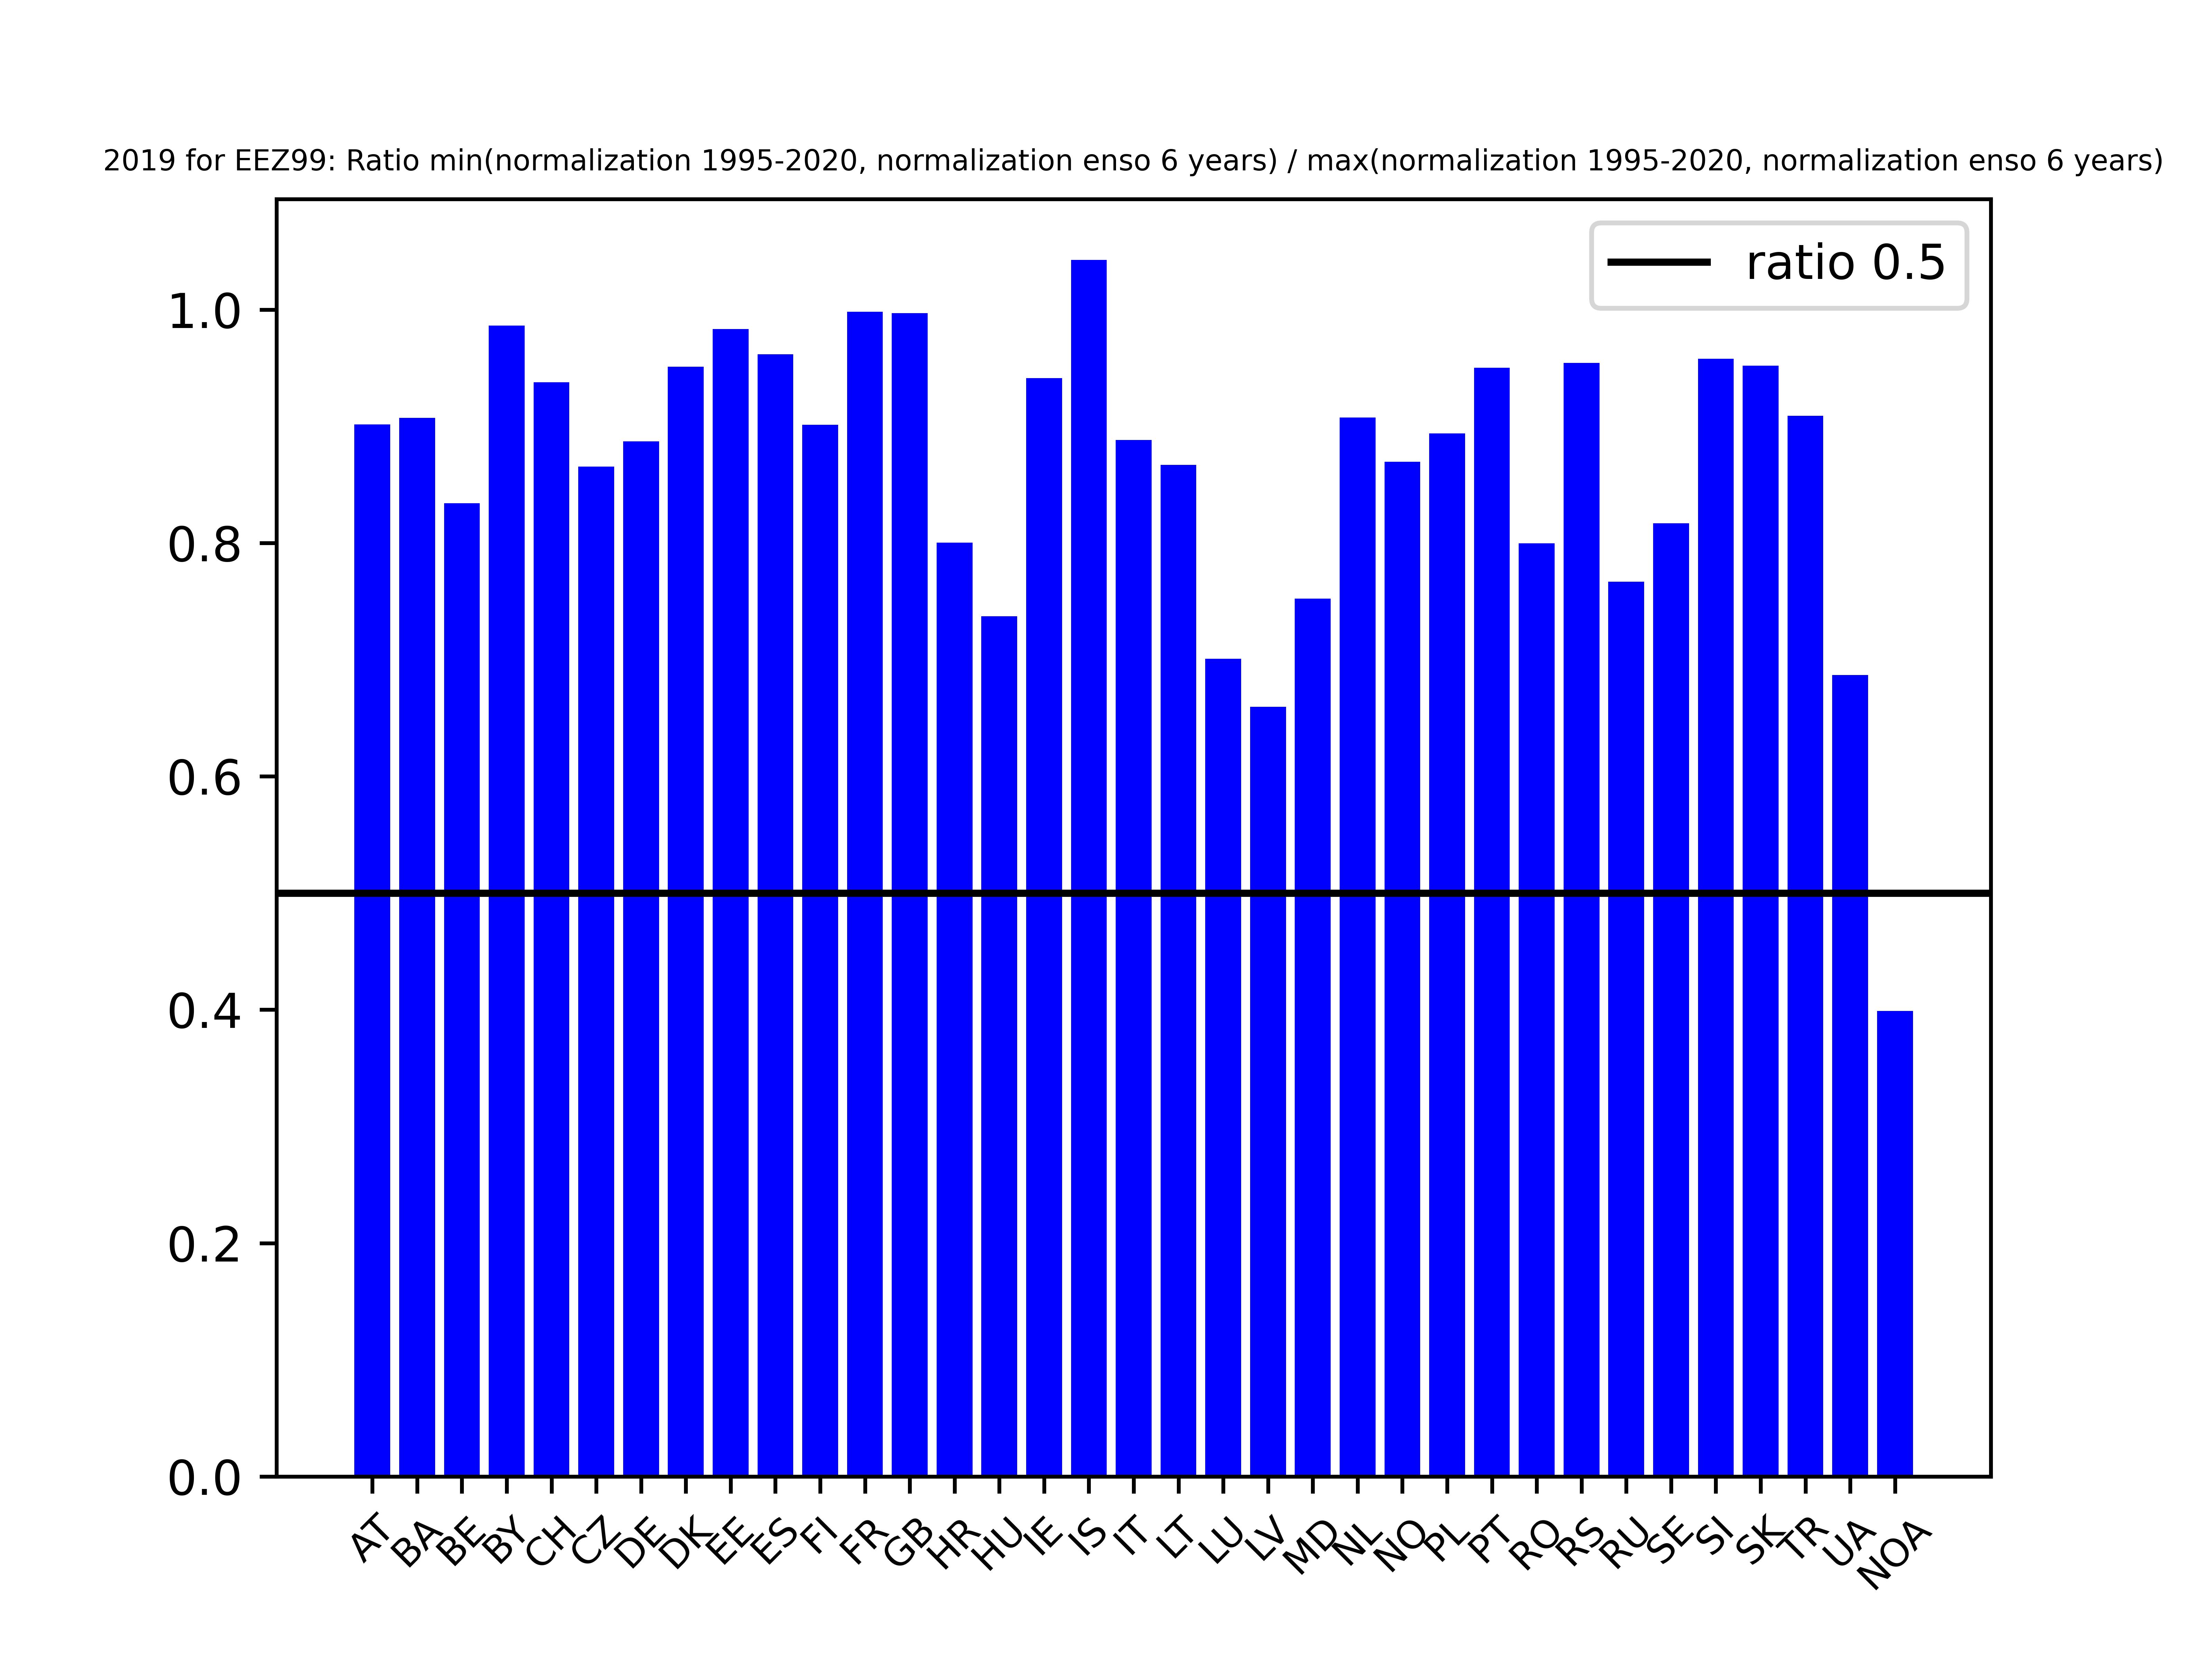 2019 for EEZ99: Ratio min(normalization 1995-2020, normalization enso 6 years) / max(normalization 1995-2020, normalization enso 6 years)
ratio 0.5
1.0
0.8
0.6
0.4
0.2
0.0
AT BA BE BY CH CZ DE DK EE ES FI FR GB HR HU IE IS IT LT LU LV MD NL NO PL PT RO RS RU SE SI SK TR UA NOA